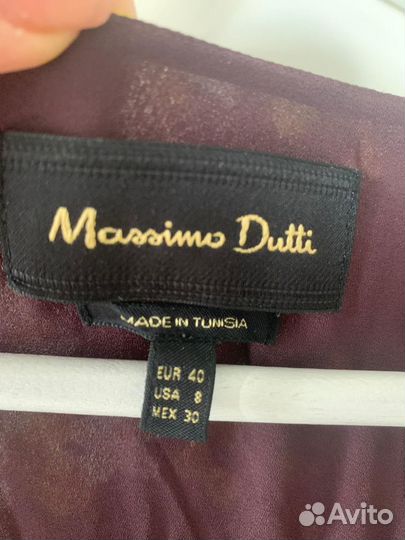 Massimo Dutti
MADE IN TUNISIA
EUR 40
USA 8
MEX 30
Avito